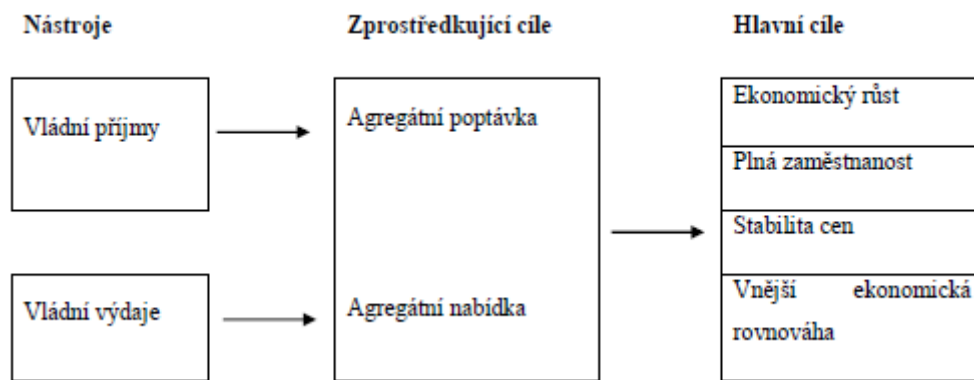 Nástroje
Zprostředkující cíle
Hlavní cíle
Vládní příjmy
Agregátní poptávka
Ekonomický růst
Plná zaměstnanost
Stabilita cen
Vládní výdaje
Agregátní nabídka
Vnější ekonomická
rovnováha